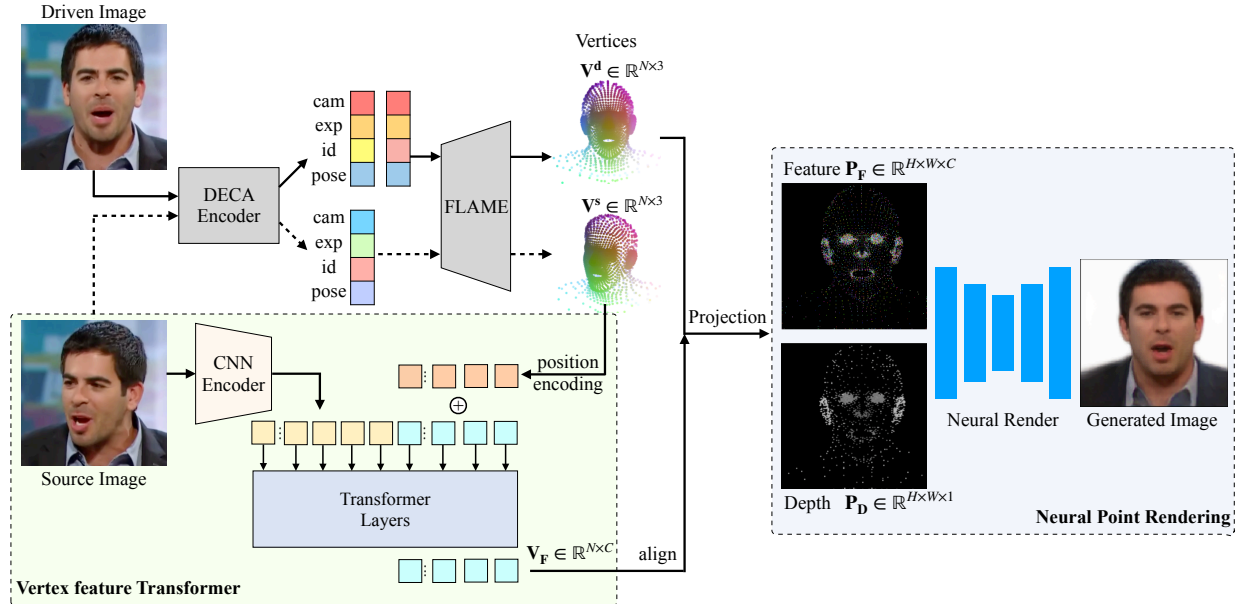 Driven Image
Vertices
V^d ∈ ℝ^{N×3}
cam
exp
id
pose
DECA
Encoder
FLAME
V^s ∈ ℝ^{N×3}
cam
exp
id
pose
Feature P_F ∈ ℝ^{H×W×C}
Projection
CNN
Encoder
position
encoding
Source Image
Transformer
Layers
Neural Render
Generated Image
Depth P_D ∈ ℝ^{H×W×1}
Neural Point Rendering
V_F ∈ ℝ^{N×C}
align
Vertex feature Transformer